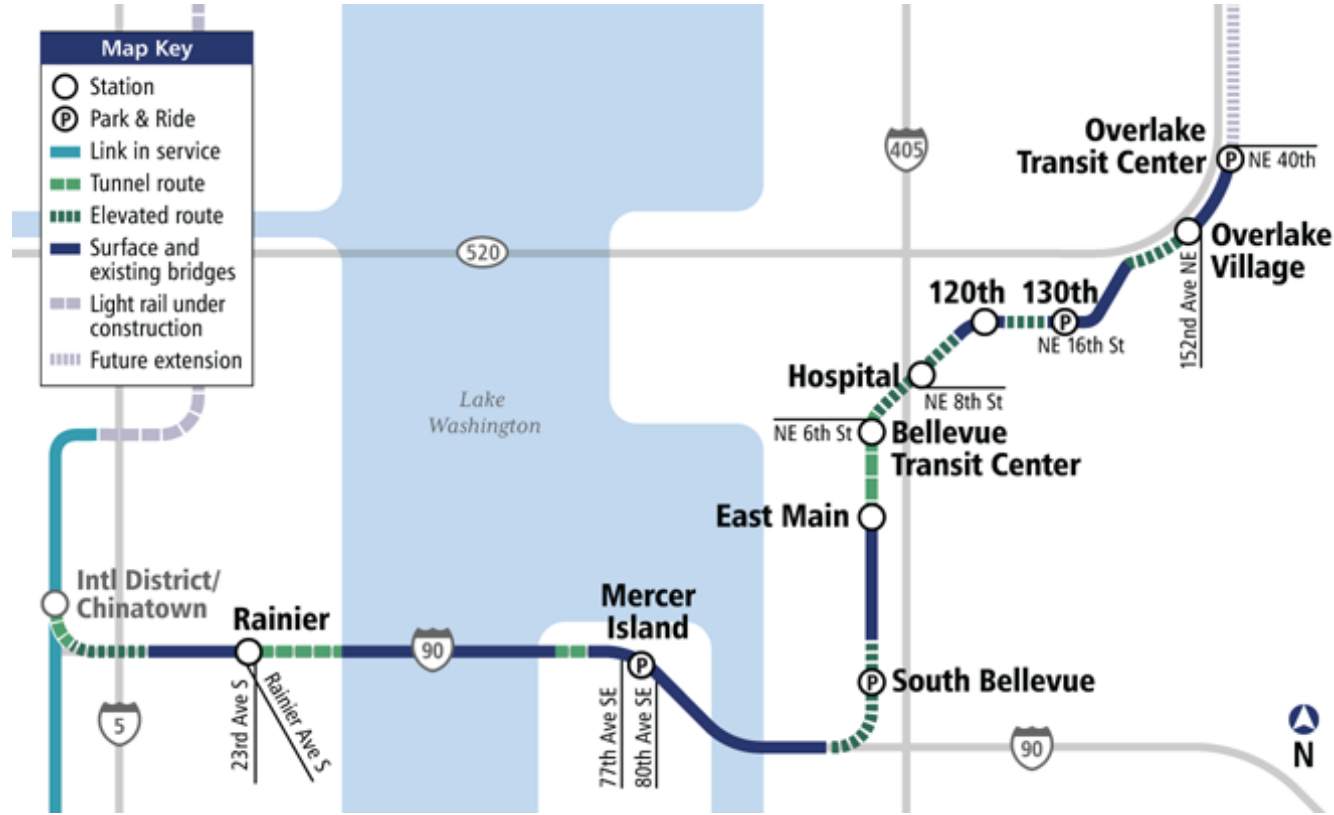 Map Key
Station
P
Park & Ride
Link in service
Tunnel route
Elevated route
Surface and
existing bridges
Light rail under
construction
Future extension
405
520
Overlake
Transit Center
P
NE 40th
Overlake
Village
152nd Ave NE
120th
130th
P
NE 16th St
Hospital
NE 8th St
NE 6th St
Bellevue
Transit Center
East Main
Lake
Washington
Intl District/
Chinatown
Rainier
90
Mercer
Island
P
P
South Bellevue
23rd Ave S
Rainier Ave S
77th Ave SE
80th Ave SE
5
90
N